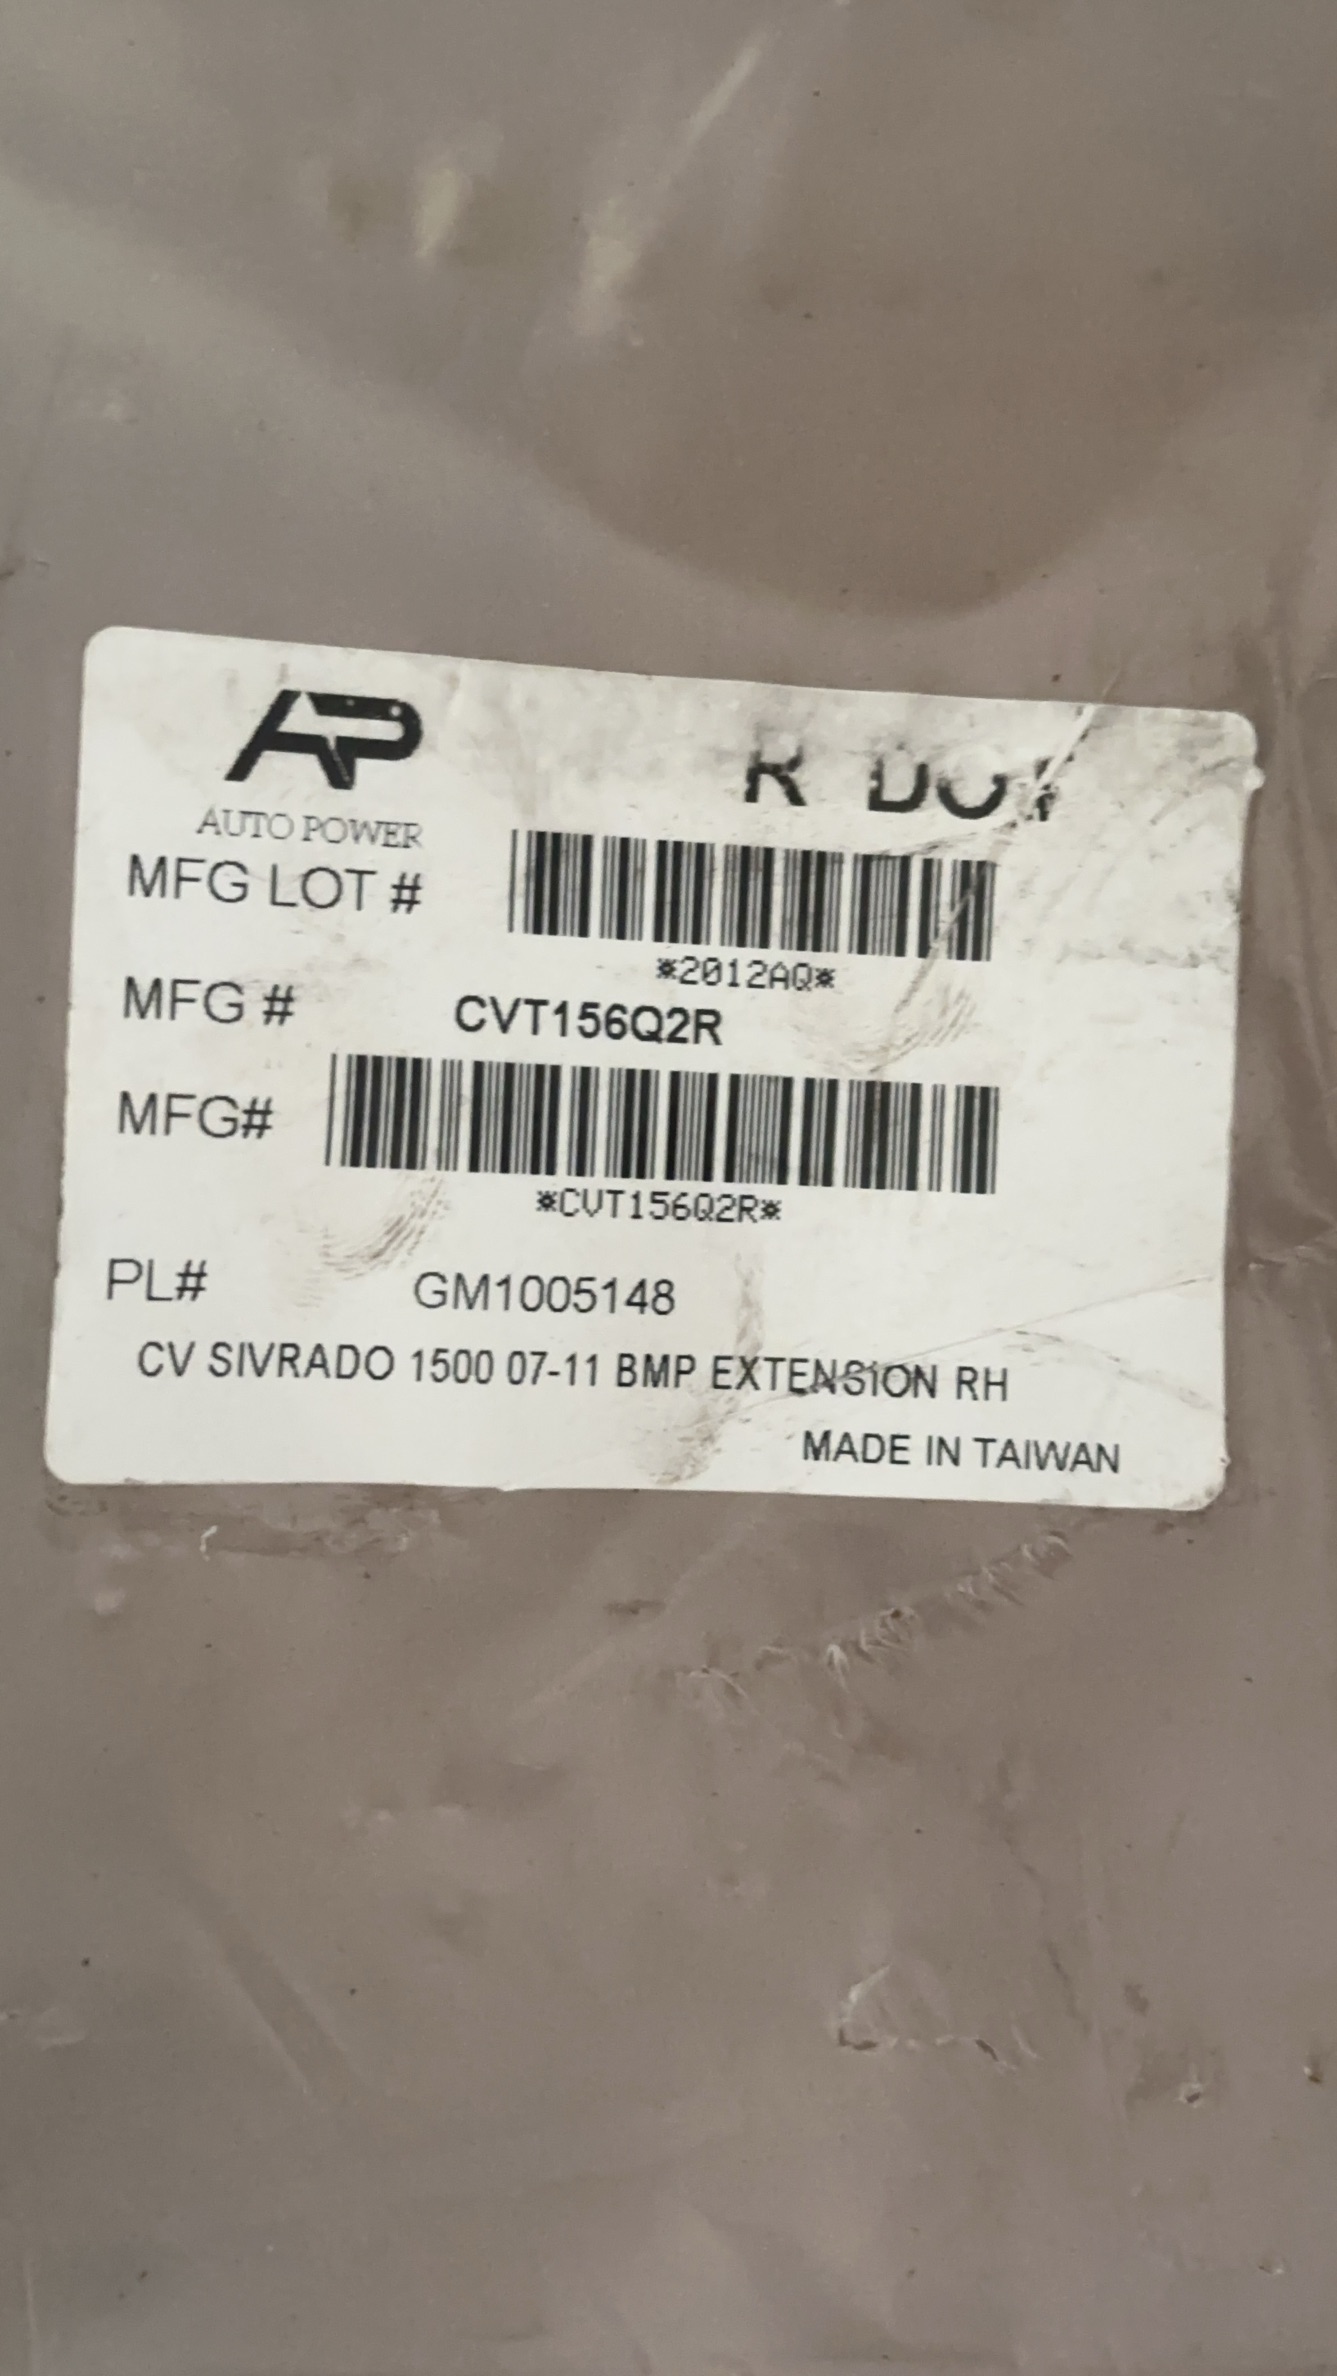 AP
R DOT
AUTO POWER
MFG LOT #
*2012AQ*
MFG # CVT156Q2R
MFG#
*CVT156Q2R*
PL# GM1005148
CV SIVRADO 1500 07-11 BMP EXTENSION RH
MADE IN TAIWAN